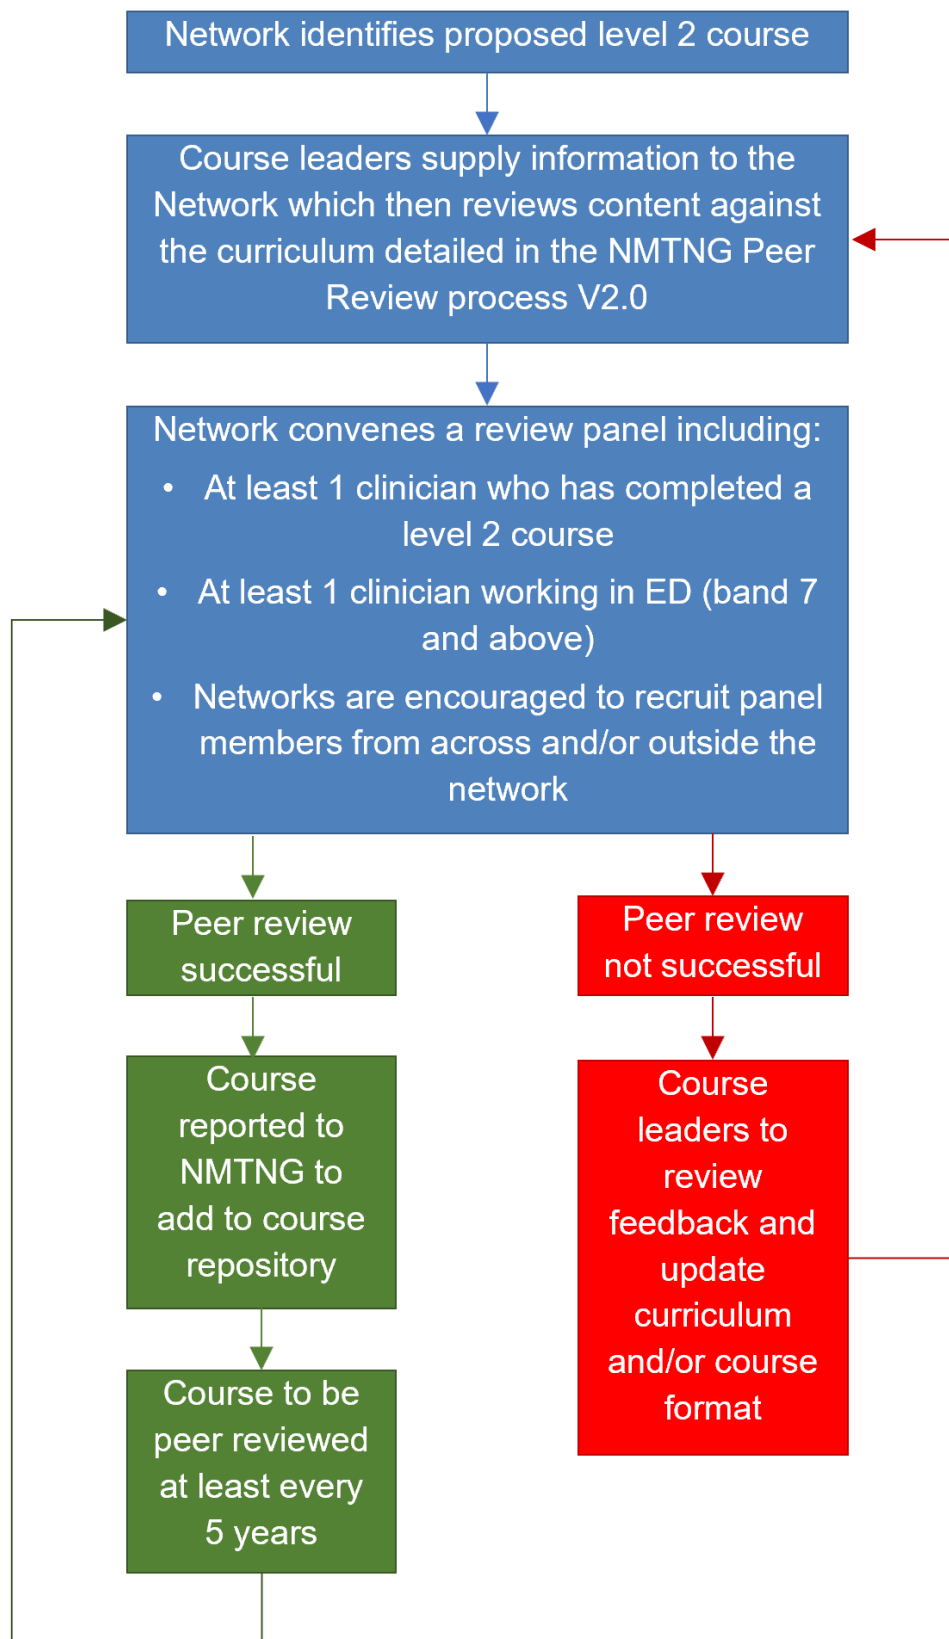 Network identifies proposed level 2 course
Course leaders supply information to the
Network which then reviews content against
the curriculum detailed in the NMTNG Peer
Review process V2.0
Network convenes a review panel including:
• At least 1 clinician who has completed a
level 2 course
• At least 1 clinician working in ED (band 7
and above)
• Networks are encouraged to recruit panel
members from across and/or outside the
network
Peer review
successful
Course
reported to
NMTNG to
add to course
repository
Course to be
peer reviewed
at least every
5 years
Peer review
not successful
Course
leaders to
review
feedback and
update
curriculum
and/or course
format